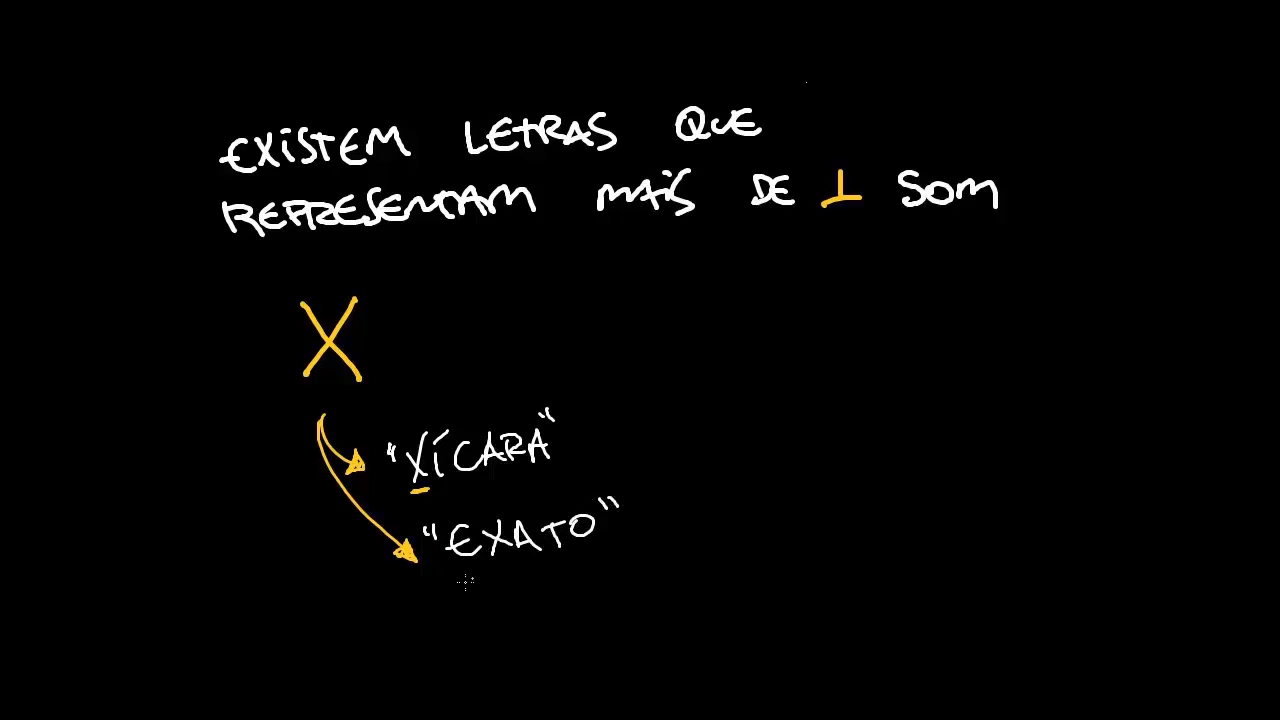 EXISTEM LETRAS QUE
REPRESENTAM MAIS DE 1 SOM
X
"XÍCARA"
"EXATO"